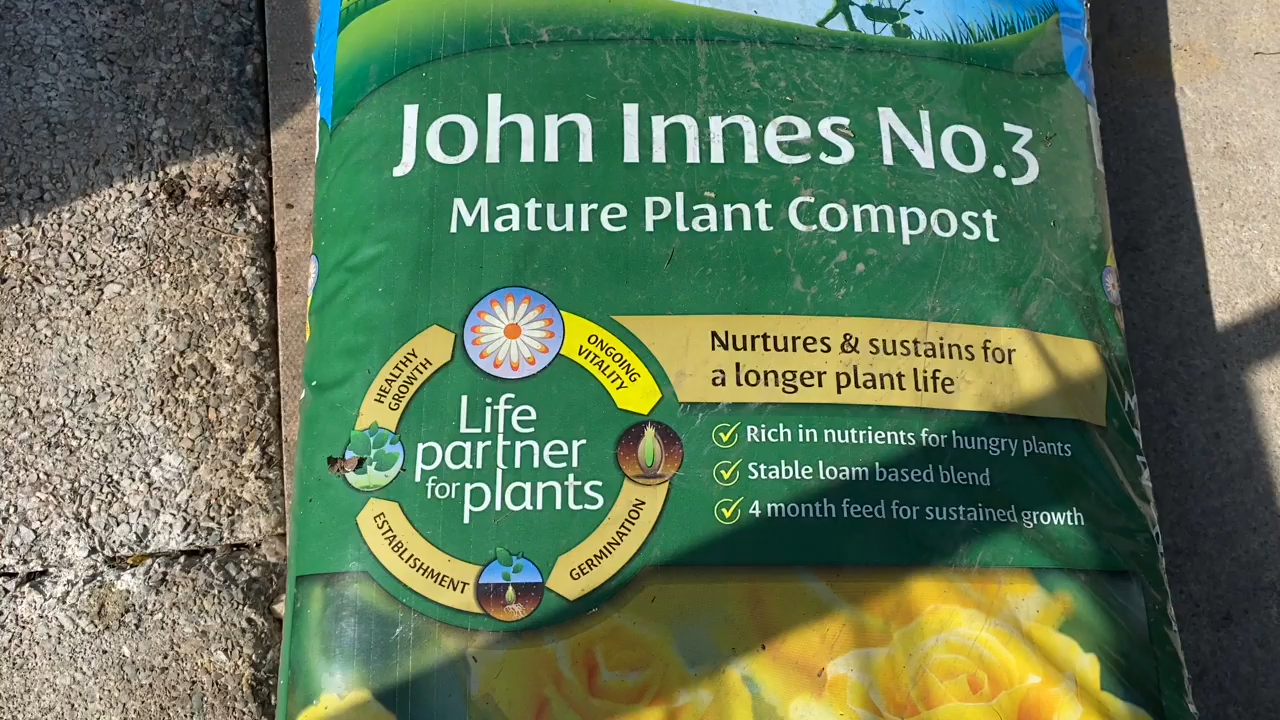 John Innes No.3
Mature Plant Compost
ONGOING
VITALITY
HEALTHY
GROWTH
Nurtures & sustains for
a longer plant life
Life
partner
for plants
Rich in nutrients for hungry plants
Stable loam based blend
4 month feed for sustained growth
ESTABLISHMENT
GERMINATION